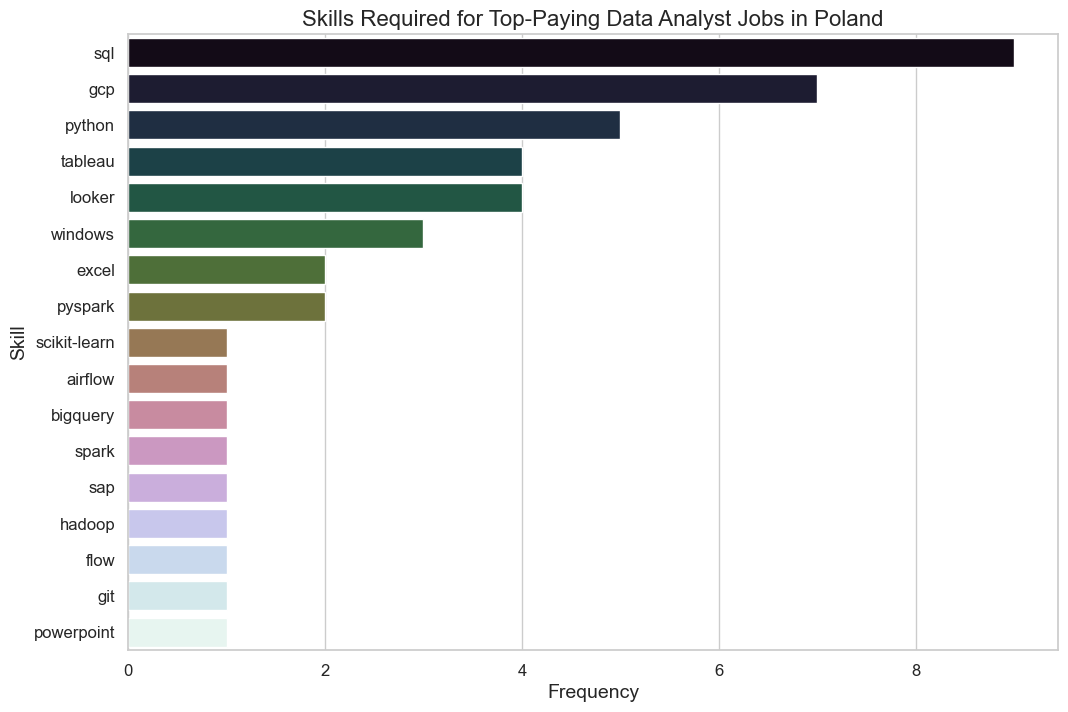 Skills Required for Top-Paying Data Analyst Jobs in Poland
sql
gcp
python
tableau
looker
windows
excel
pyspark
scikit-learn
airflow
bigquery
spark
sap
hadoop
flow
git
powerpoint
Skill
0 2 4 6 8
Frequency